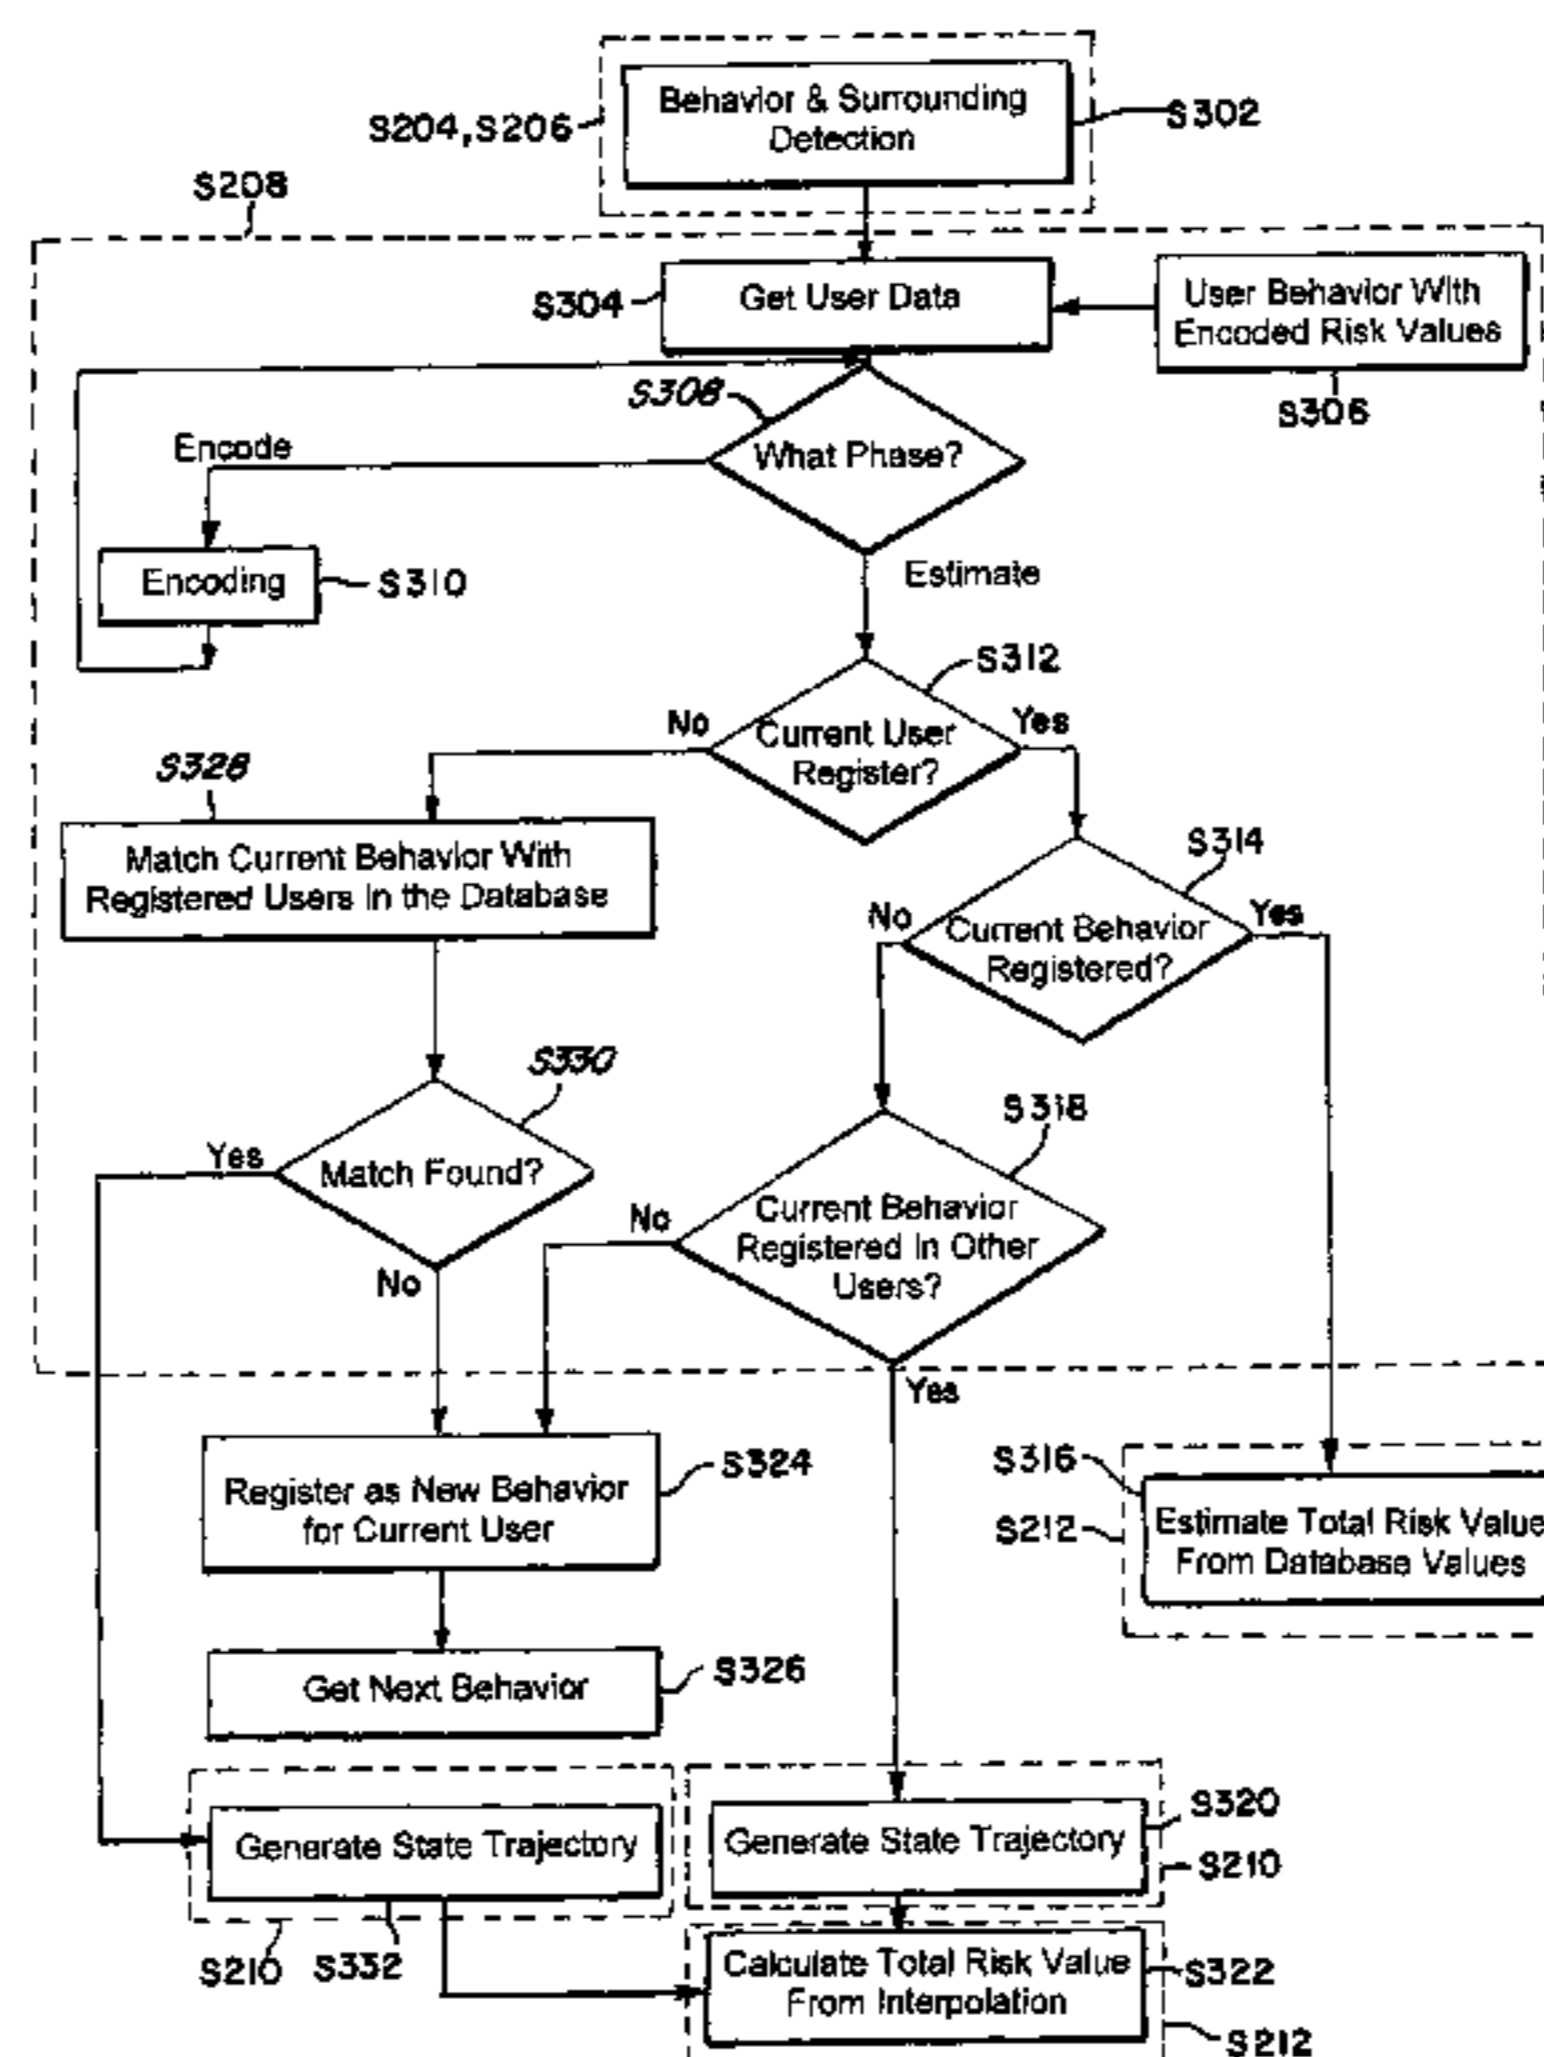 Behavior & Surrounding
Detection
S204,S206
S302
S208
Get User Data
S304
User Behavior With
Encoded Risk Values
S306
S308
What Phase?
Encode
Encoding
S310
Estimate
S312
No
Current User
Register?
Yes
S328
Match Current Behavior With
Registered Users In the Database
S314
No
Current Behavior
Registered?
Yes
S330
Yes
Match Found?
No
S318
No
Current Behavior
Registered In Other
Users?
Yes
Register as New Behavior
for Current User
S324
S316
S212
Estimate Total Risk Value
From Database Values
Get Next Behavior
S326
Generate State Trajectory
S210
S332
Generate State Trajectory
S320
S210
Calculate Total Risk Value
From Interpolation
S322
S212